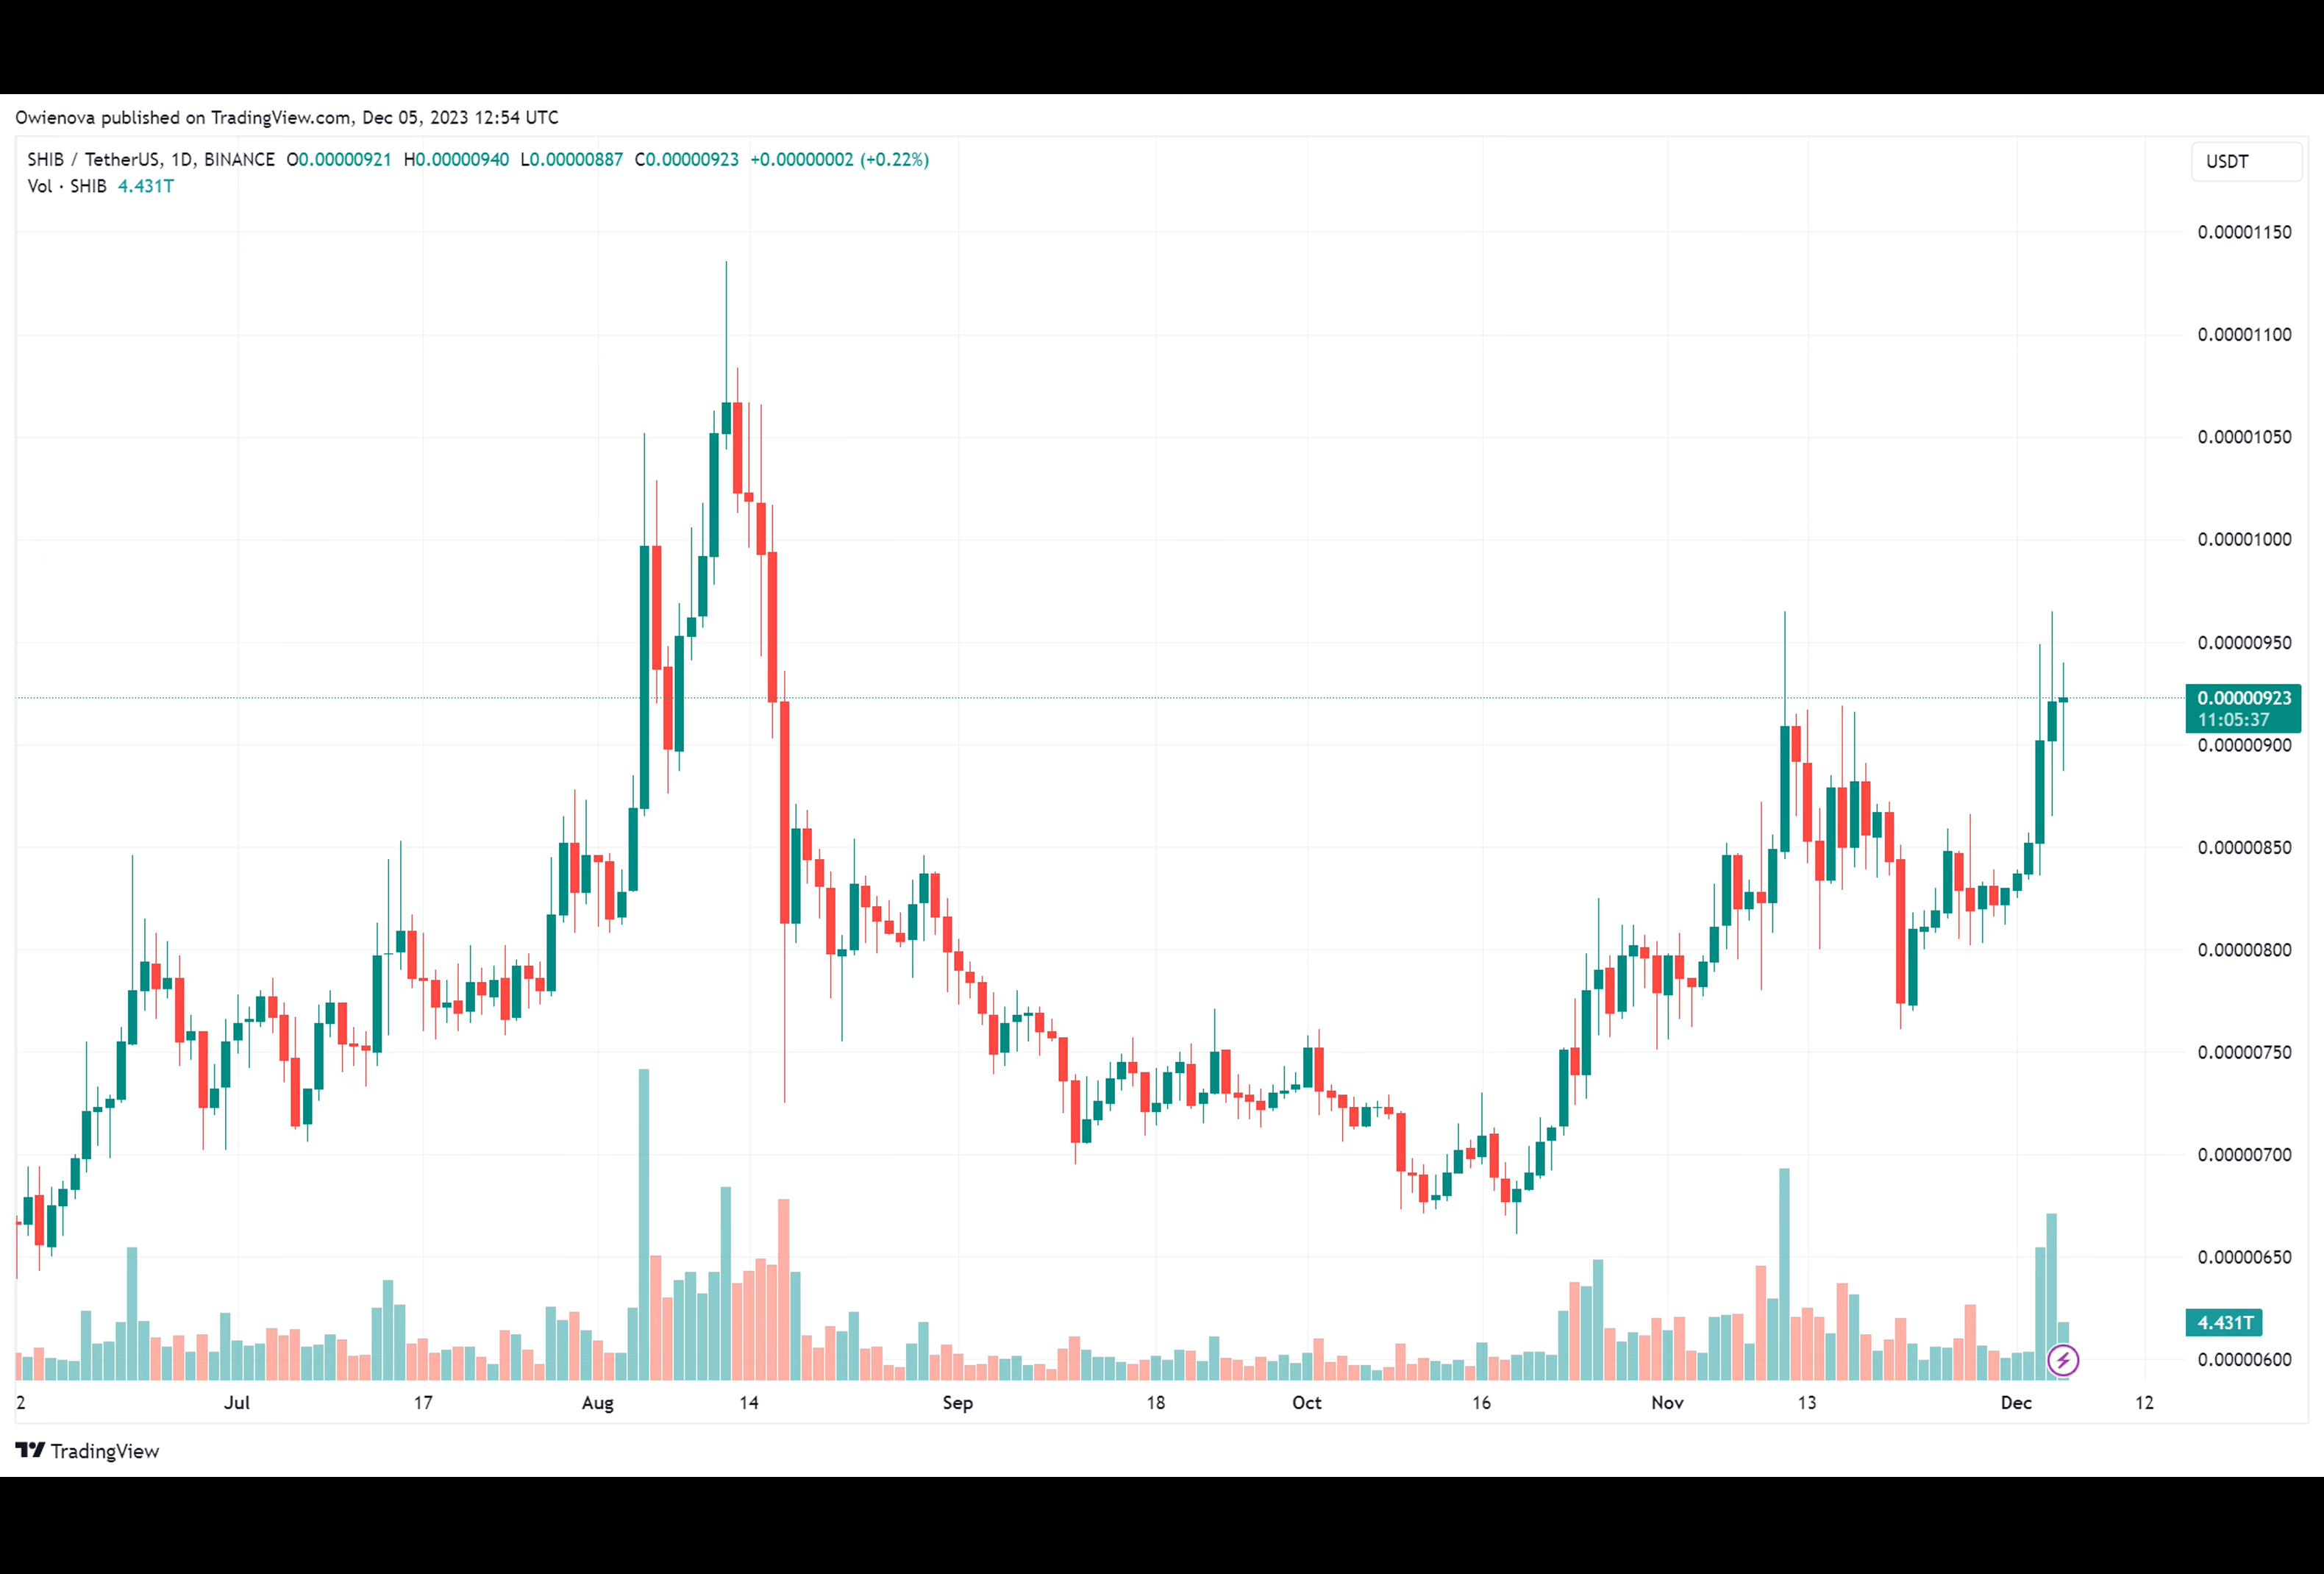 Owienova published on TradingView.com, Dec 05, 2023 12:54 UTC
SHIB / TetherUS, 1D, BINANCE O0.00000921 H0.00000940 L0.00000887 C0.00000923 +0.00000002 (+0.22%)
USDT
Vol · SHIB 4.431T
0.00001150
0.00001100
0.00001050
0.00001000
0.00000950
0.00000923
11:05:37
0.00000900
0.00000850
0.00000800
0.00000750
0.00000700
0.00000650
4.431T
0.00000600
2 Jul 17 Aug 14 Sep 18 Oct 16 Nov 13 Dec 12
TradingView